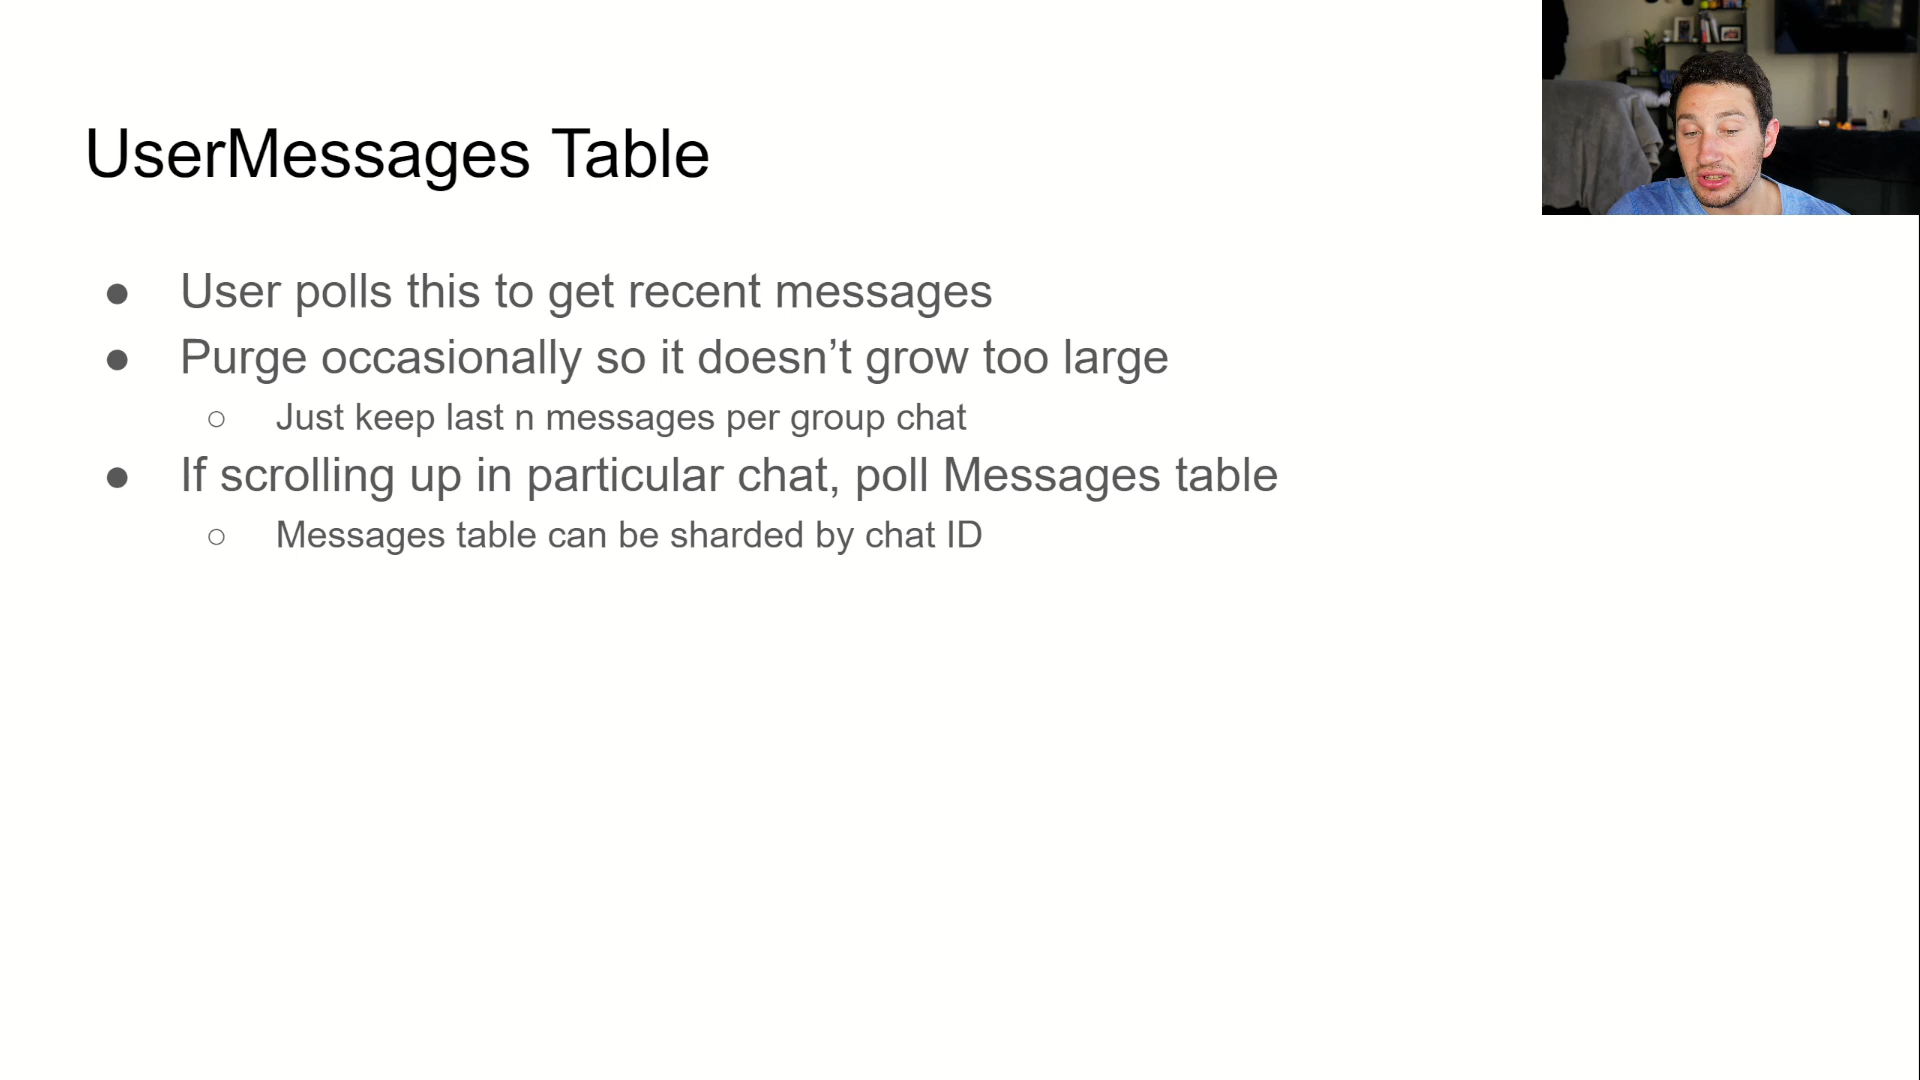 UserMessages Table
● User polls this to get recent messages
● Purge occasionally so it doesn’t grow too large
○ Just keep last n messages per group chat
● If scrolling up in particular chat, poll Messages table
○ Messages table can be sharded by chat ID